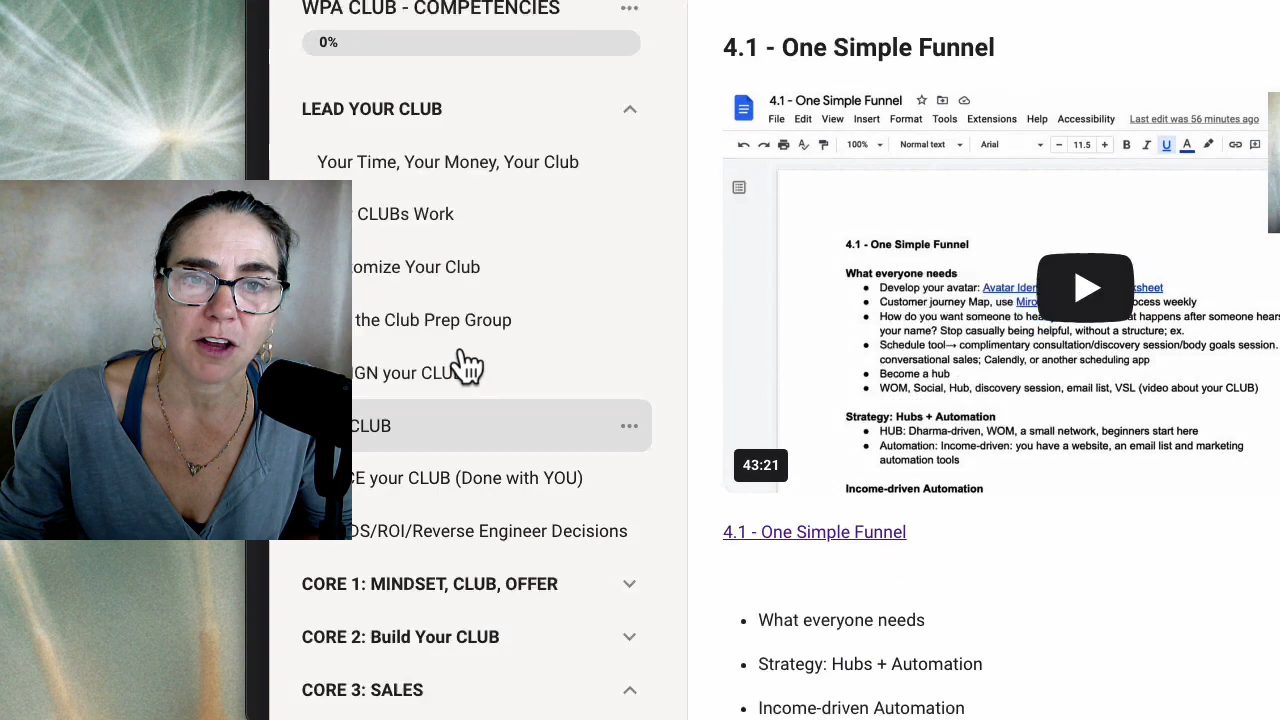 WPA CLUB - COMPETENCIES
0%
LEAD YOUR CLUB
Your Time, Your Money, Your Club
CLUBs Work
the Club Prep Group
Your Club
your CLUB (Done with YOU)
CLUB
/ROI/Reverse Engineer Decisions
CORE 1: MINDSET, CLUB, OFFER
CORE 2: Build Your CLUB
CORE 3: SALES
4.1 - One Simple Funnel
4.1 - One Simple Funnel
File Edit View Insert Format Tools Extensions Help Accessibility Last edit was 56 minutes ago
100% Normal text Arial 11.5 B I U A
4.1 - One Simple Funnel
What everyone needs
Develop your avatar: Avatar
Customer journey Map, use Miro weekly
How do you want someone to happens after someone hears
your name? Stop casually being helpful, without a structure; ex.
Schedule tool→ complimentary consultation/discovery session/body goals session.
conversational sales; Calendly, or another scheduling app
Become a hub
WOM, Social, Hub, discovery session, email list, VSL (video about your CLUB)
Strategy: Hubs + Automation
HUB: Dharma-driven, WOM, a small network, beginners start here
Automation: Income-driven: you have a website, an email list and marketing
automation tools
Income-driven Automation
43:21
4.1 - One Simple Funnel
What everyone needs
Strategy: Hubs + Automation
Income-driven Automation